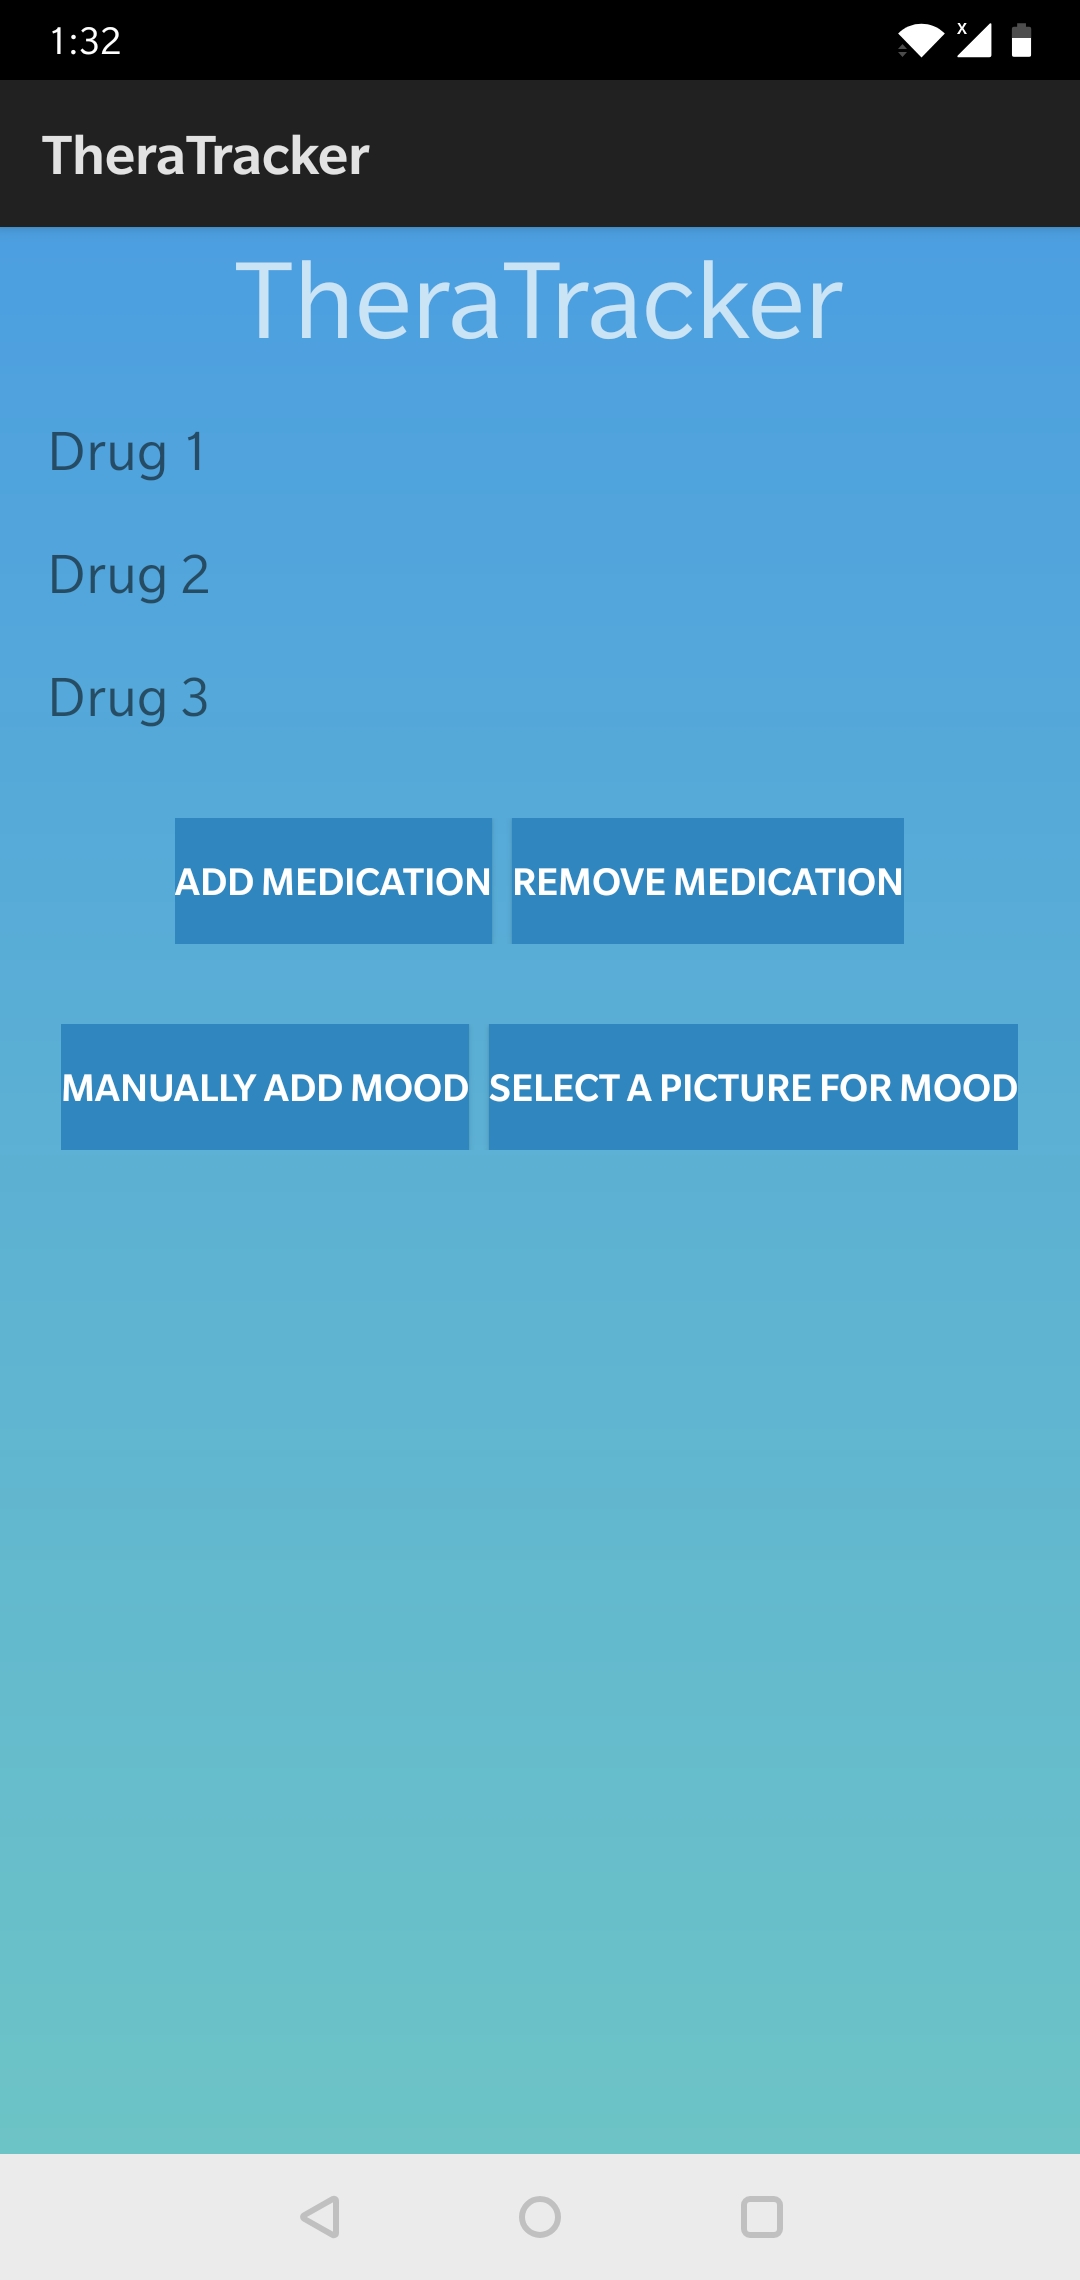 1:32
TheraTracker
TheraTracker
Drug 1
Drug 2
Drug 3
ADD MEDICATION REMOVE MEDICATION
MANUALLY ADD MOOD SELECT A PICTURE FOR MOOD